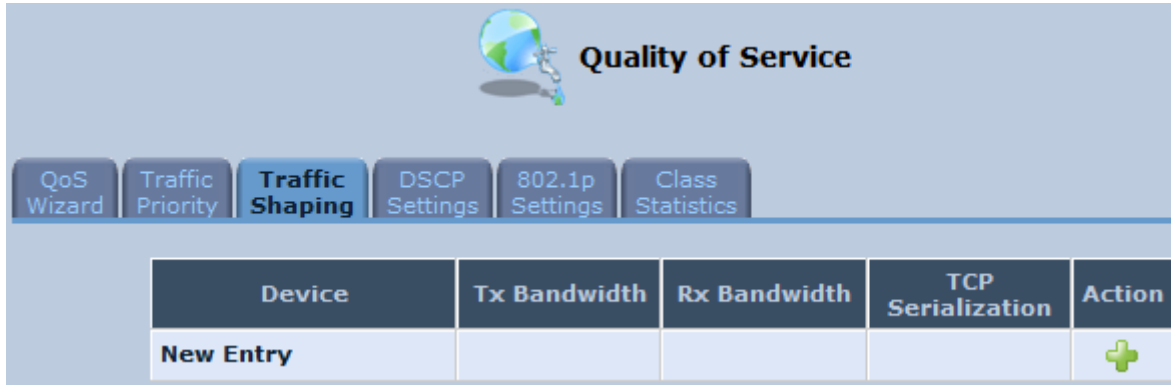 Quality of Service
QoS Wizard
Traffic Priority
Traffic Shaping
DSCP Settings
802.1p Settings
Class Statistics
Device Tx Bandwidth Rx Bandwidth TCP Serialization Action
New Entry